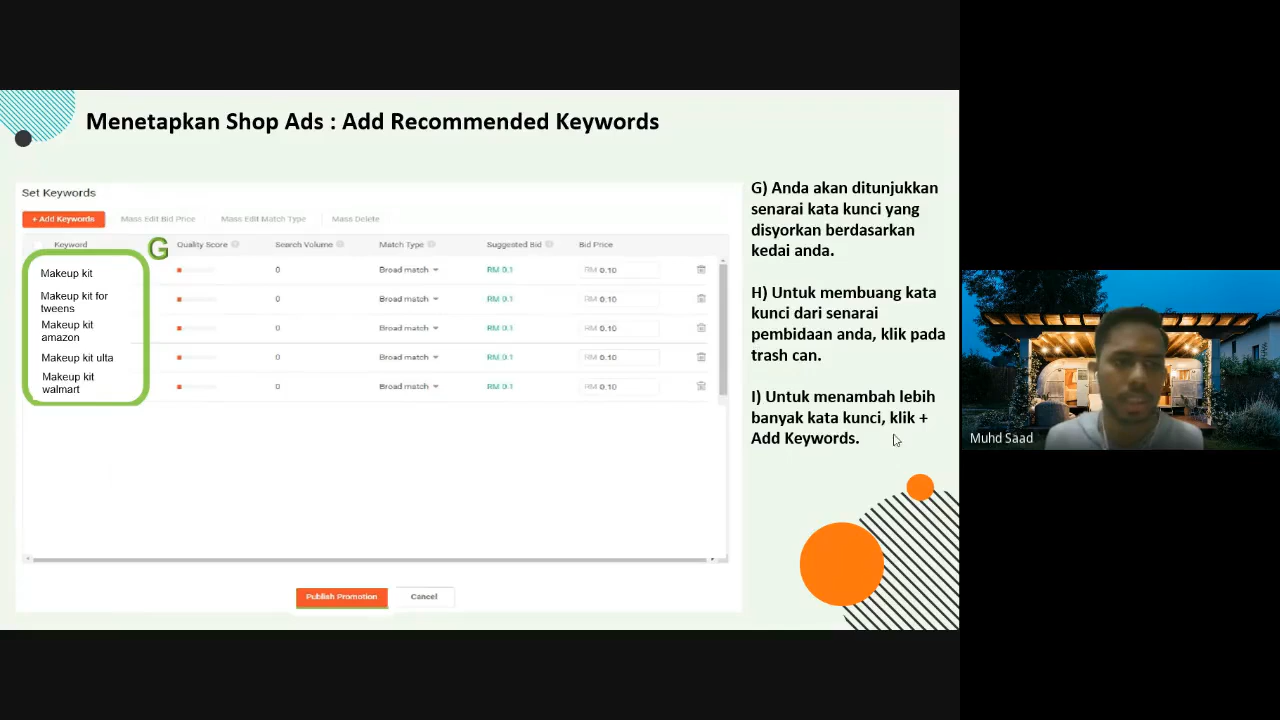 Menetapkan Shop Ads : Add Recommended Keywords
Set Keywords
+ Add Keywords Mass Edit Bid Price Mass Edit Match Type Mass Delete
Keyword G Quality Score Search Volume Match Type Suggested Bid Bid Price
Makeup kit 0 Broad match RM 0.1 RM 0.10
Makeup kit for
tweens 0 Broad match RM 0.1 RM 0.10
Makeup kit
amazon 0 Broad match RM 0.1 RM 0.10
Makeup kit ulta 0 Broad match RM 0.1 RM 0.10
Makeup kit
walmart 0 Broad match RM 0.1 RM 0.10
Publish Promotion Cancel
G) Anda akan ditunjukkan
senarai kata kunci yang
disyorkan berdasarkan
kedai anda.
H) Untuk membuang kata
kunci dari senarai
pembidaan anda, klik pada
trash can.
I) Untuk menambah lebih
banyak kata kunci, klik +
Add Keywords.
Muhd Saad